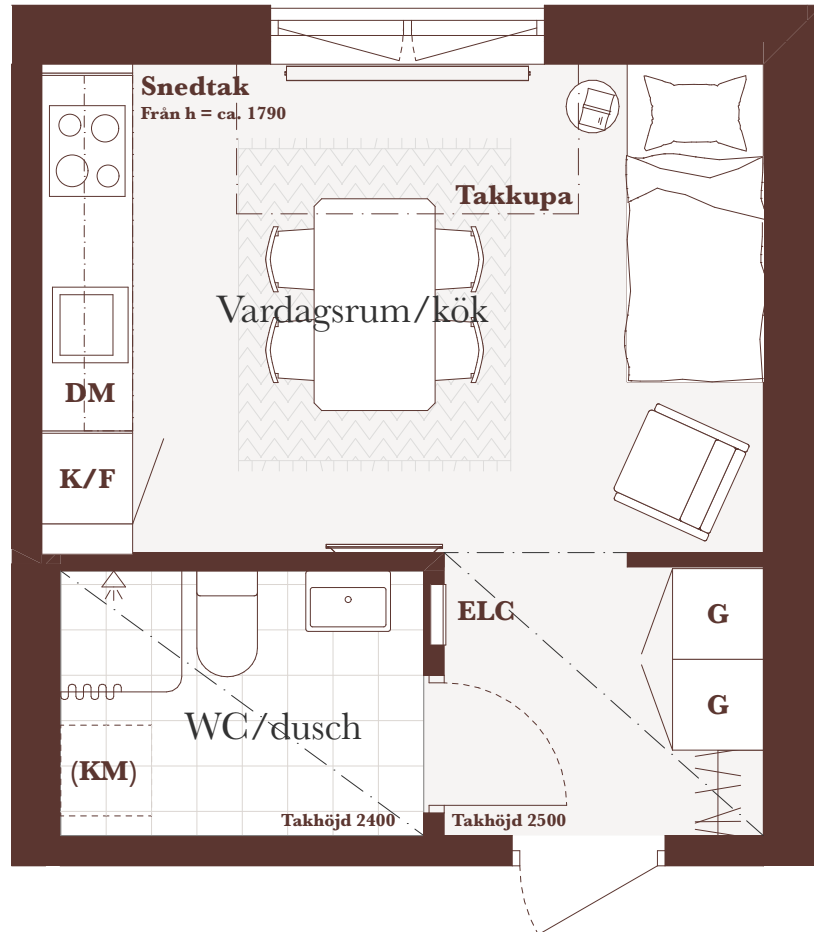 Snedtak
Från h = ca. 1790
Takkupa
Vardagsrum/kök
DM
K/F
ELC
G
G
WC/dusch
(KM)
Takhöjd 2400
Takhöjd 2500